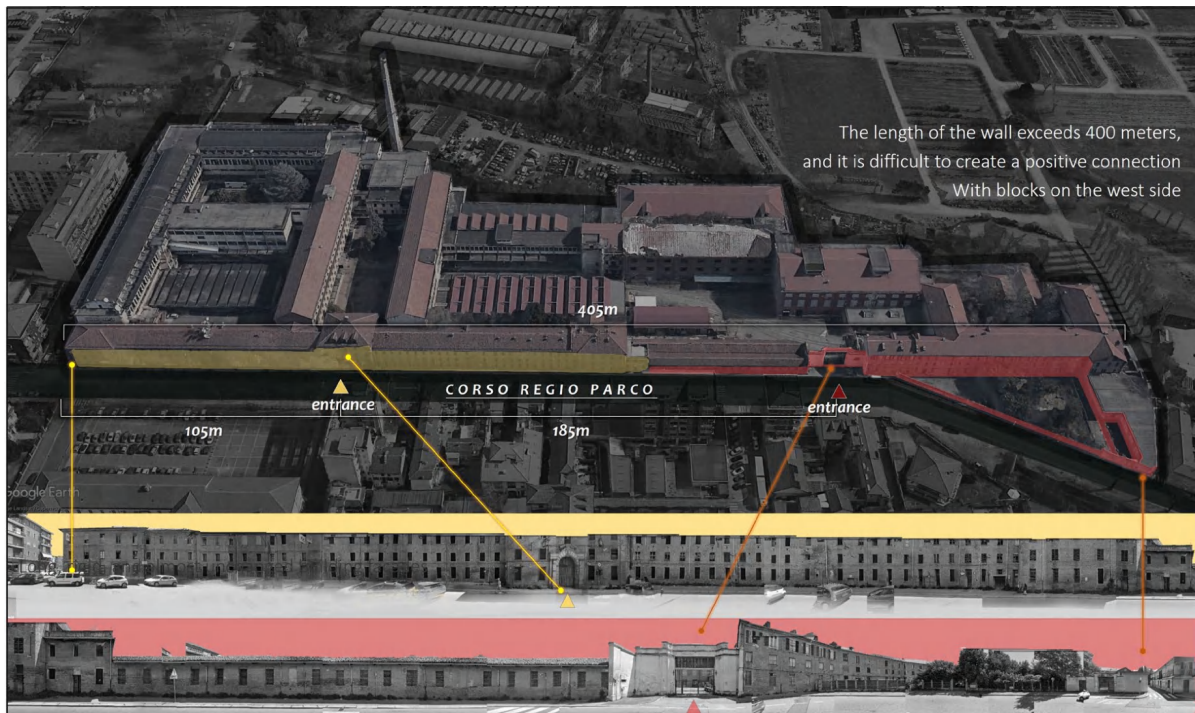 The length of the wall exceeds 400 meters,
and it is difficult to create a positive connection
With blocks on the west side
405m
CORSO REGIO PARCO
entrance
entrance
105m
185m
Google Earth